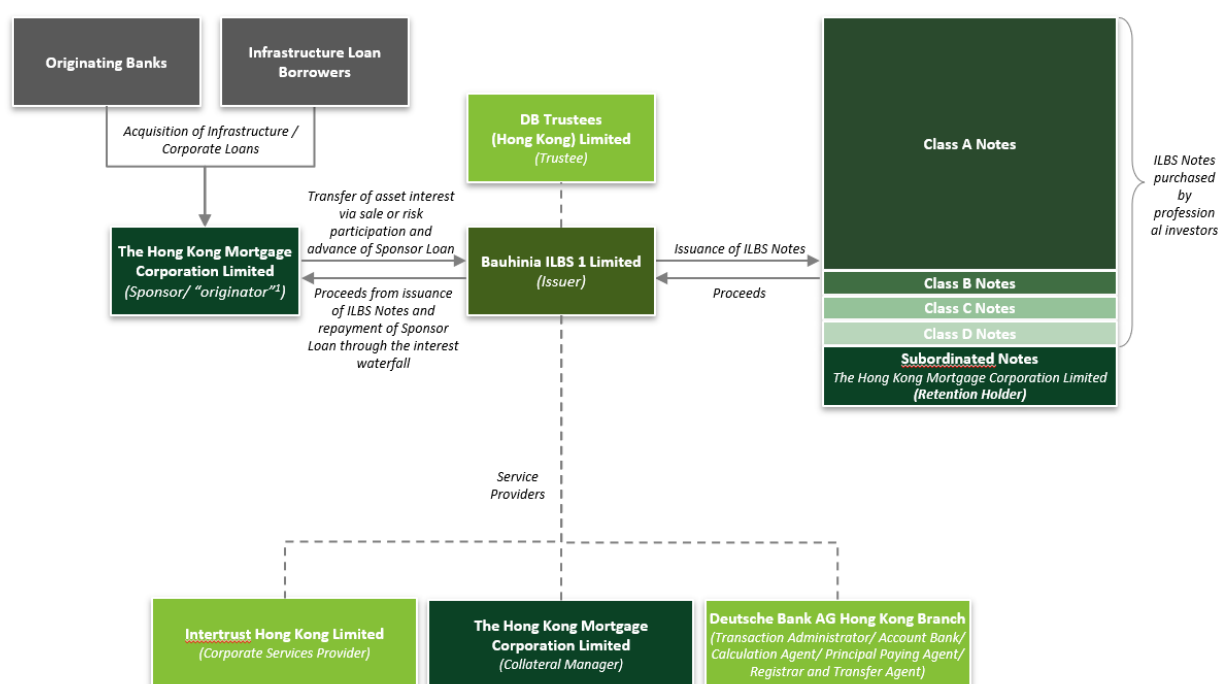 Originating Banks
Infrastructure Loan
Borrowers
Acquisition of Infrastructure /
Corporate Loans
DB Trustees
(Hong Kong) Limited
(Trustee)
The Hong Kong Mortgage
Corporation Limited
(Sponsor/ “originator”1)
Transfer of asset interest
via sale or risk
participation and
advance of Sponsor Loan
Proceeds from issuance
of ILBS Notes and
repayment of Sponsor
Loan through the interest
waterfall
Bauhinia ILBS 1 Limited
(Issuer)
Issuance of ILBS Notes
Proceeds
Class A Notes
Class B Notes
Class C Notes
Class D Notes
Subordinated Notes
The Hong Kong Mortgage Corporation Limited
(Retention Holder)
ILBS Notes
purchased
by
profession
al investors
Service
Providers
Intertrust Hong Kong Limited
(Corporate Services Provider)
The Hong Kong Mortgage
Corporation Limited
(Collateral Manager)
Deutsche Bank AG Hong Kong Branch
(Transaction Administrator/ Account Bank/
Calculation Agent/ Principal Paying Agent/
Registrar and Transfer Agent)